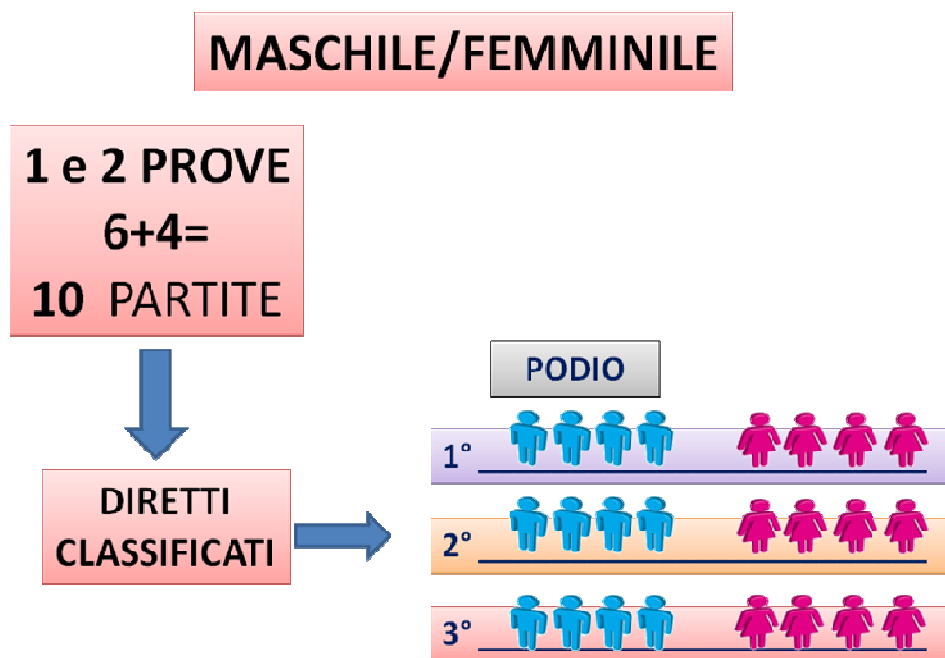 MASCHILE/FEMMINILE
1 e 2 PROVE
6+4=
10 PARTITE
DIRETTI
CLASSIFICATI
PODIO
1°
2°
3°